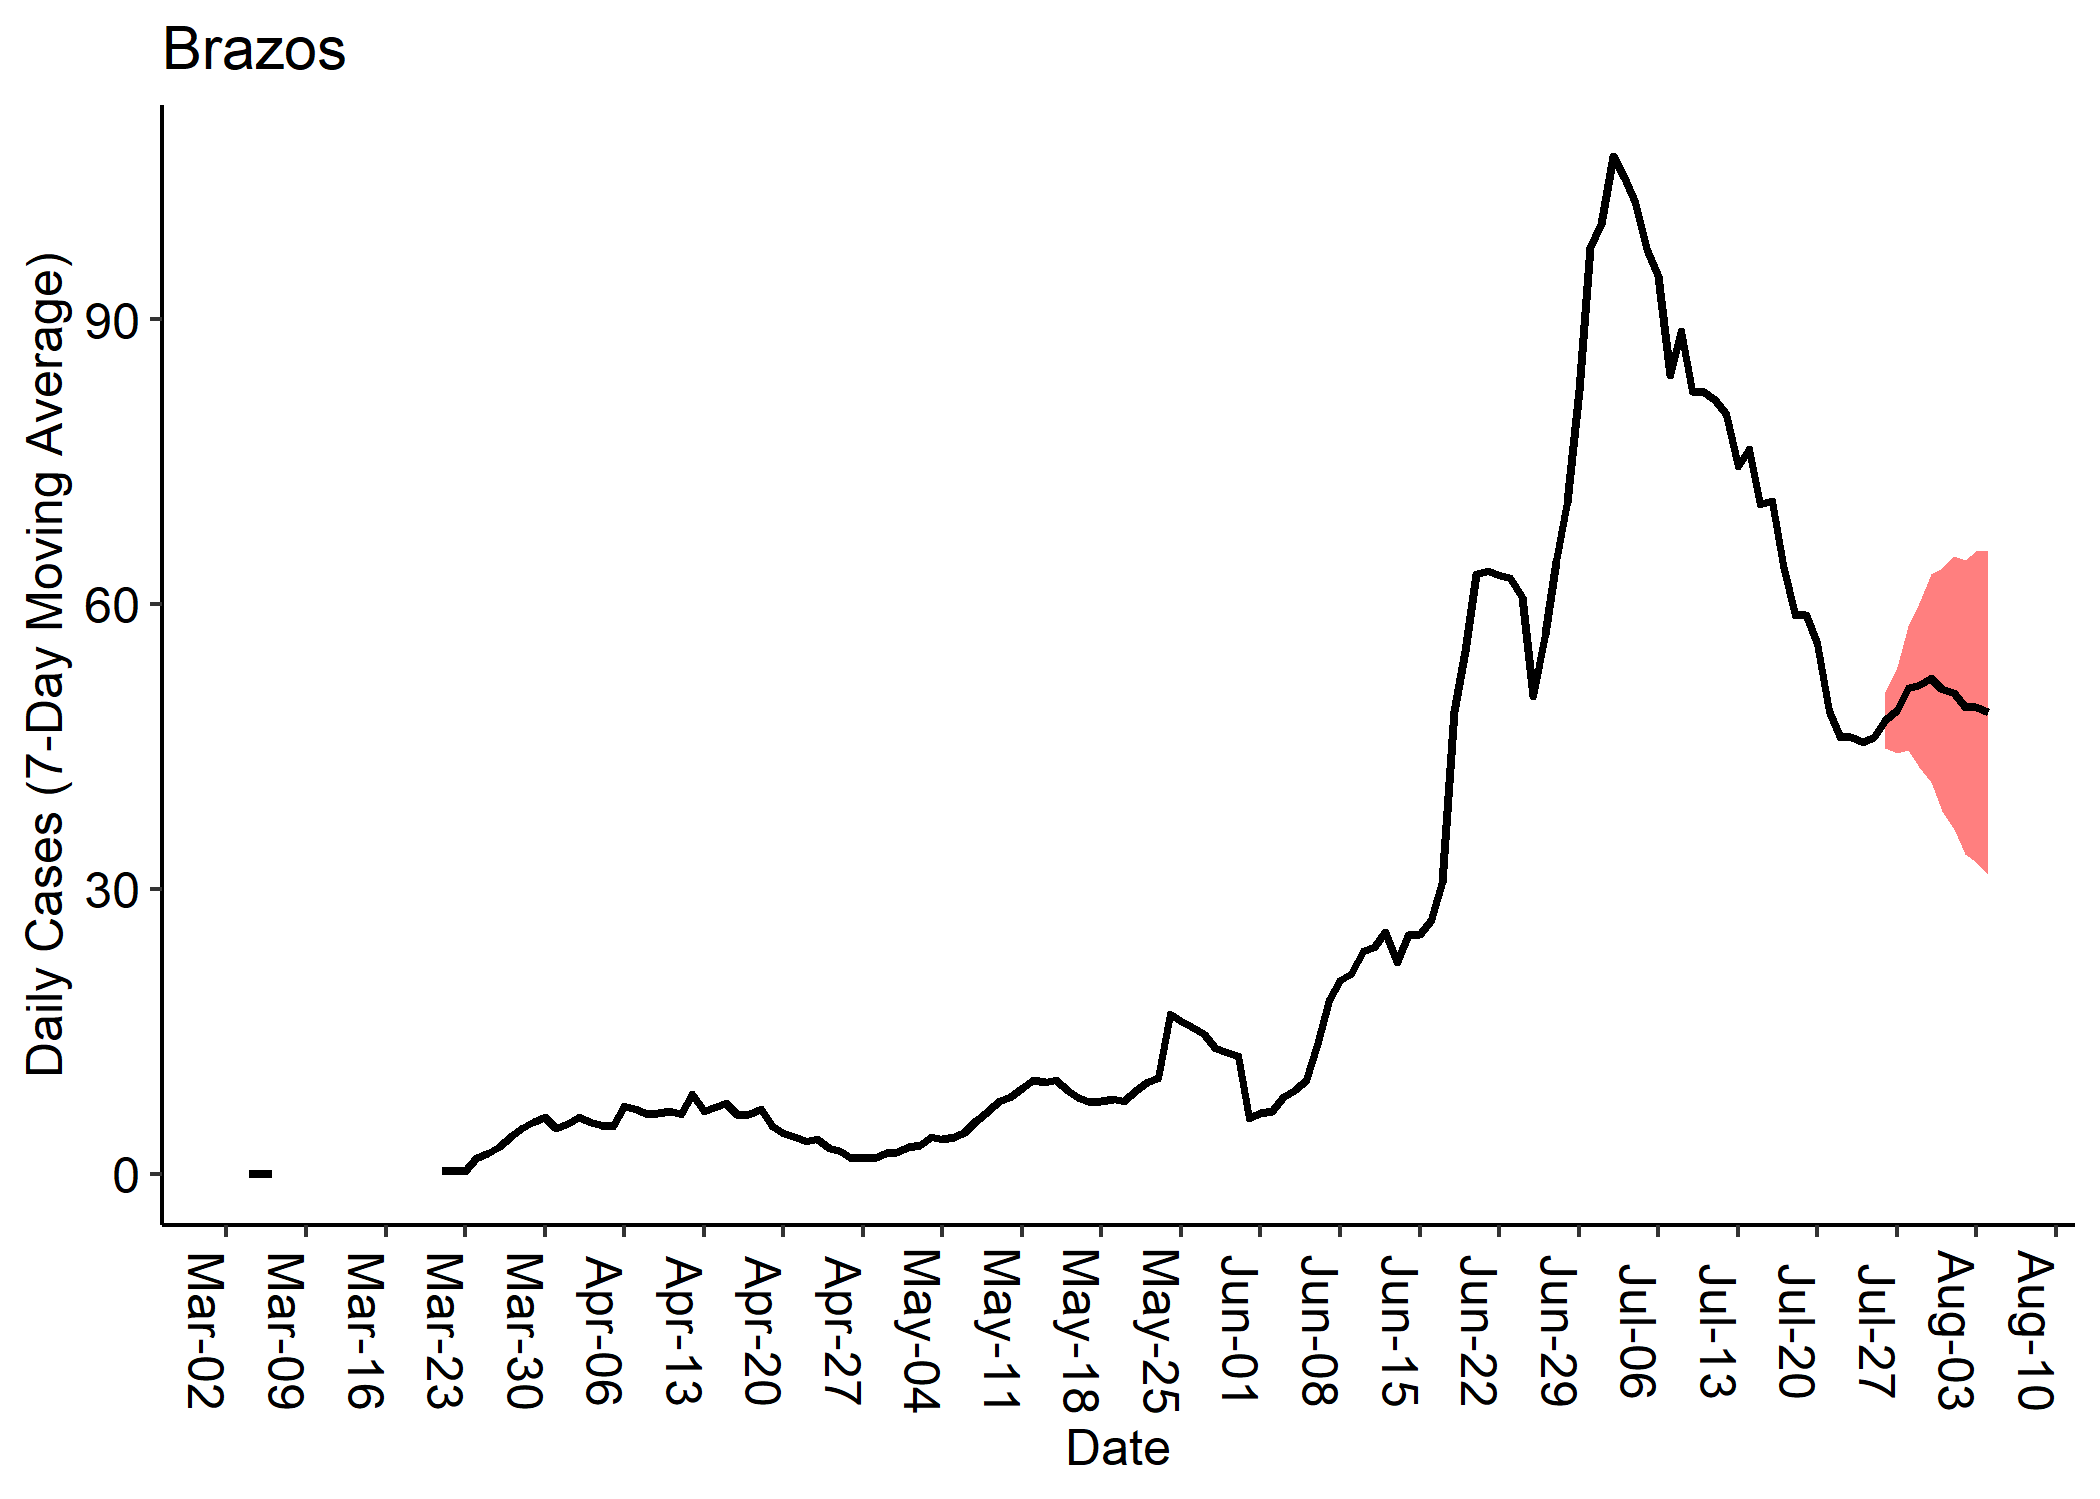 Brazos
Daily Cases (7-Day Moving Average)
90
60
30
0
Mar-02
Mar-09
Mar-16
Mar-23
Mar-30
Apr-06
Apr-13
Apr-20
Apr-27
May-04
May-11
May-18
May-25
Jun-01
Jun-08
Jun-15
Jun-22
Jun-29
Jul-06
Jul-13
Jul-20
Jul-27
Aug-03
Aug-10
Date